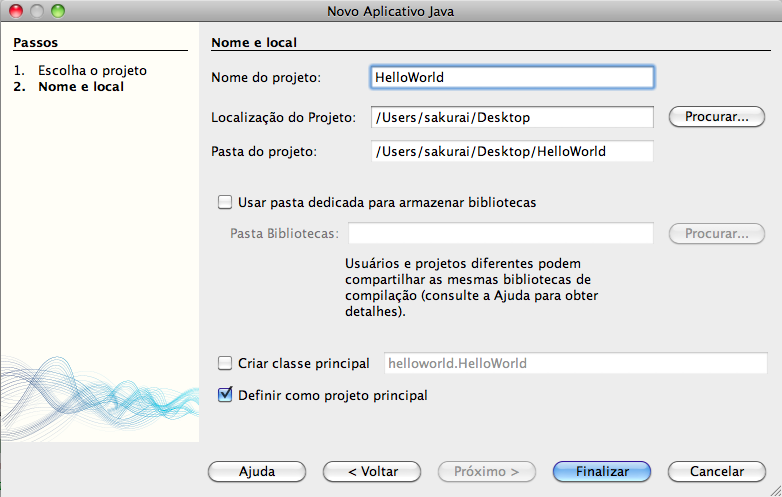 Novo Aplicativo Java
Passos
1. Escolha o projeto
2. Nome e local
Nome e local
Nome do projeto: HelloWorld
Localização do Projeto: /Users/sakurai/Desktop Procurar...
Pasta do projeto: /Users/sakurai/Desktop/HelloWorld
Usar pasta dedicada para armazenar bibliotecas
Pasta Bibliotecas: Procurar...
Usuários e projetos diferentes podem
compartilhar as mesmas bibliotecas de
compilação (consulte a Ajuda para obter
detalhes).
Criar classe principal helloworld.HelloWorld
Definir como projeto principal
Ajuda < Voltar Próximo > Finalizar Cancelar